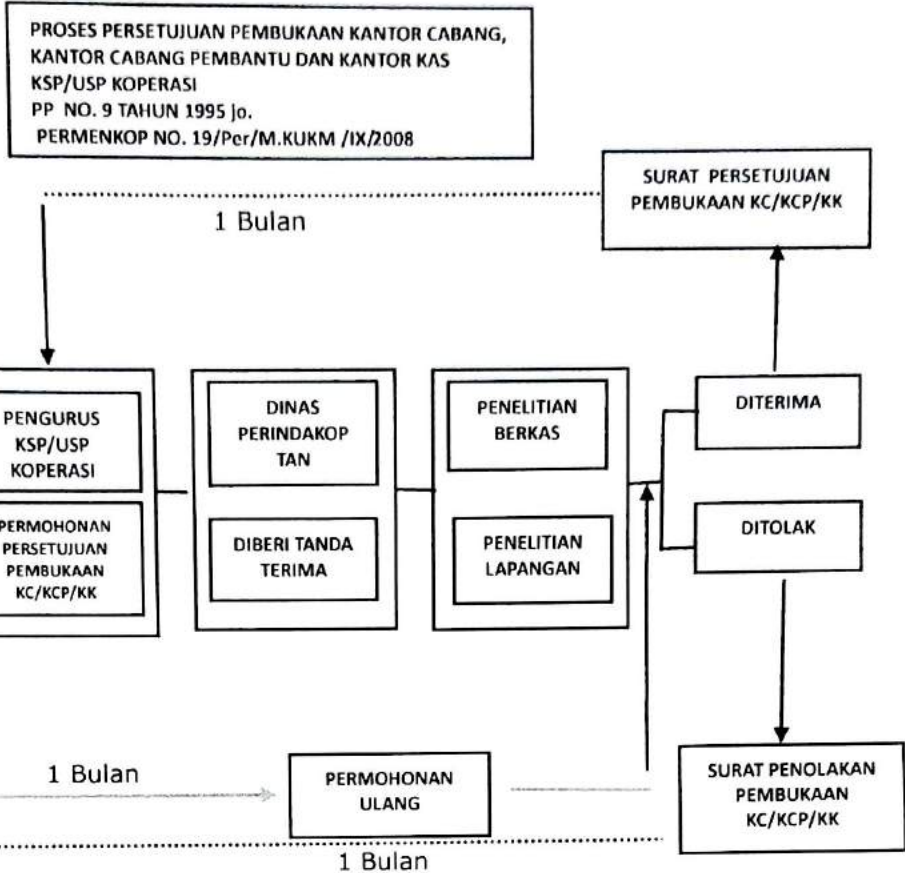 PROSES PERSETUJUAN PEMBUKAAN KANTOR CABANG,
KANTOR CABANG PEMBANTU DAN KANTOR KAS
KSP/USP KOPERASI
PP NO. 9 TAHUN 1995 jo.
PERMENKOP NO. 19/Per/M.KUKM /IX/2008
SURAT PERSETUJUAN
PEMBUKAAN KC/KCP/KK
1 Bulan
PENGURUS
KSP/USP
KOPERASI
PERMOHONAN
PERSETUJUAN
PEMBUKAAN
KC/KCP/KK
DINAS
PERINDAKOP
TAN
DIBERI TANDA
TERIMA
PENELITIAN
BERKAS
PENELITIAN
LAPANGAN
DITERIMA
DITOLAK
1 Bulan
PERMOHONAN
ULANG
SURAT PENOLAKAN
PEMBUKAAN
KC/KCP/KK
1 Bulan